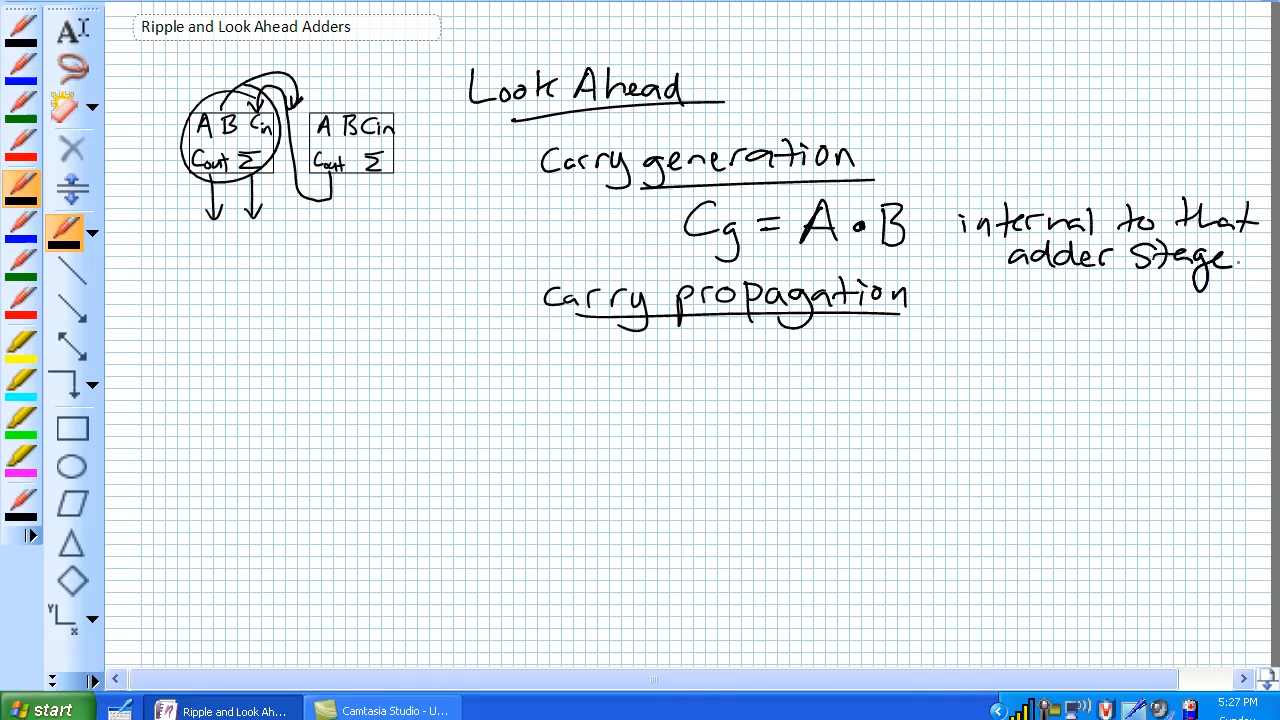 Ripple and Look Ahead Adders
Look Ahead
A B Cin
Cout Σ
A B Cin
Cout Σ
Carry generation
Cg = A • B
internal to that
adder stage.
carry propagation
start
Ripple and Look Ah...
Camtasia Studio - U...
5:27 PM
Sunday